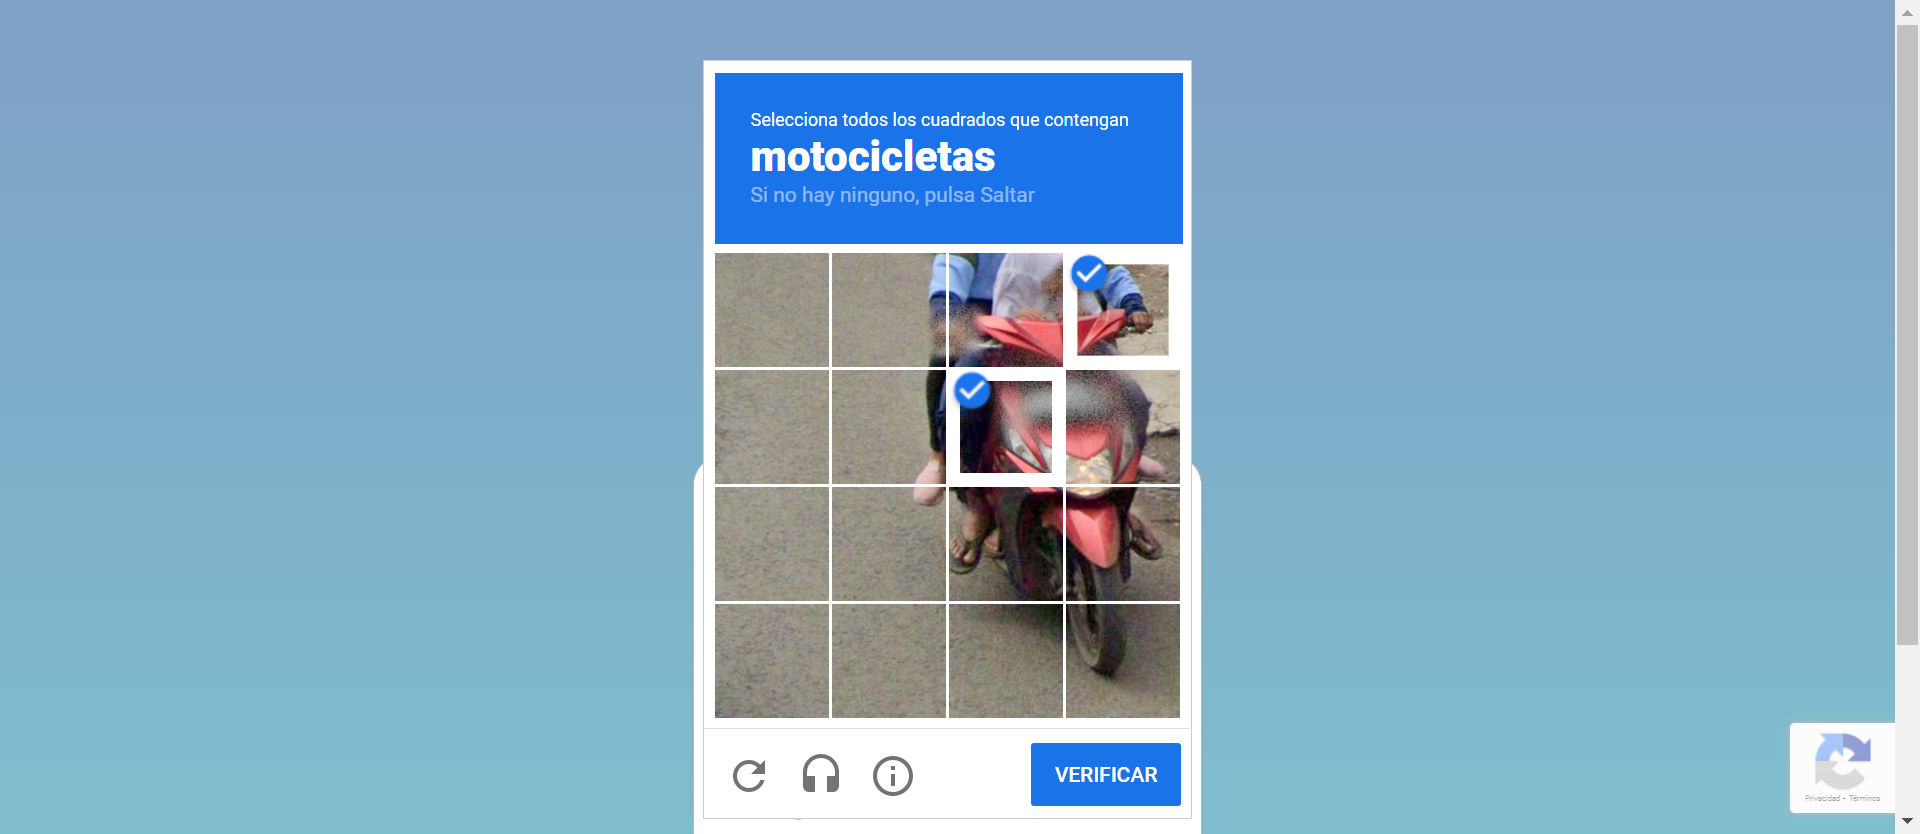 Selecciona todos los cuadrados que contengan
motocicletas
Si no hay ninguno, pulsa Saltar
VERIFICAR
Privacidad - Términos